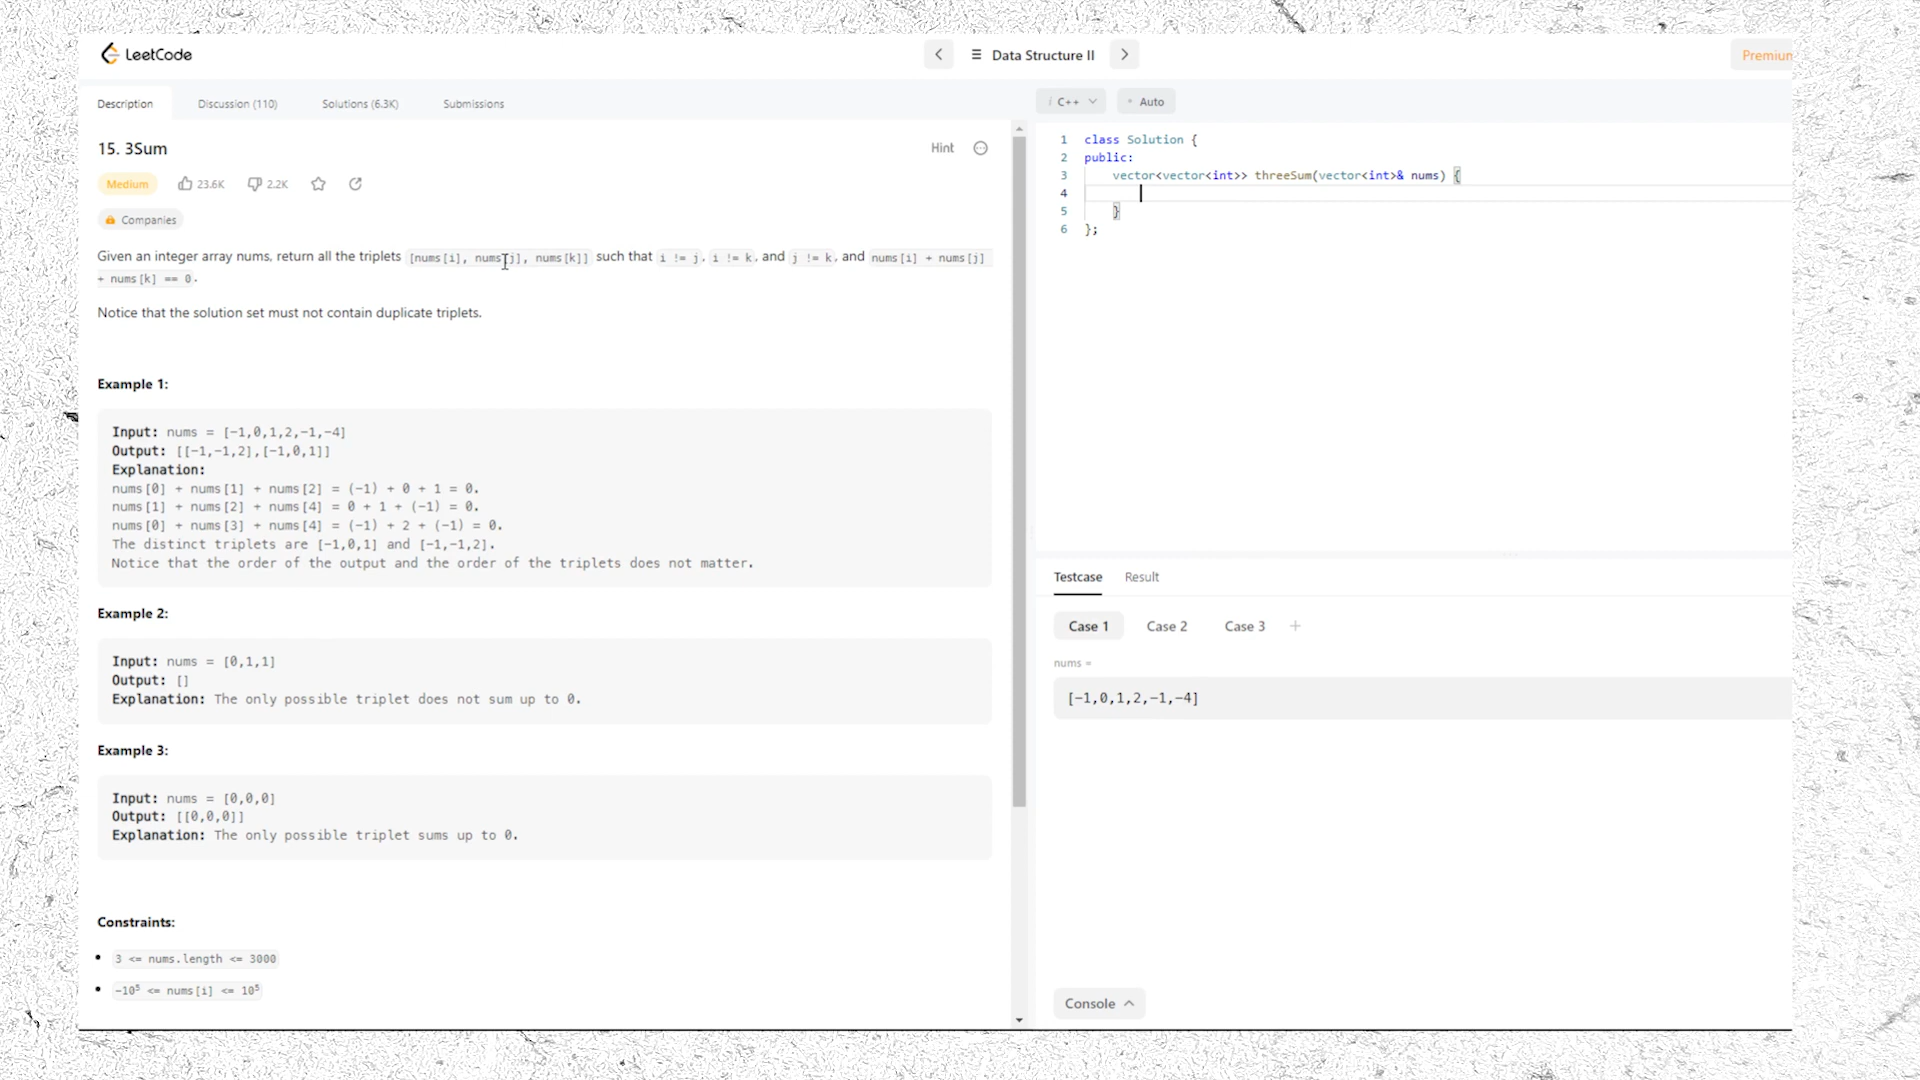 LeetCode
Data Structure II
Premium
Description Discussion (110) Solutions (6.3K) Submissions
15. 3Sum
Hint
Medium 23.6K 2.2K
Companies
Given an integer array nums, return all the triplets [nums[i], nums[j], nums[k]] such that i != j, i != k, and j != k, and nums[i] + nums[j]
+ nums[k] == 0.
Notice that the solution set must not contain duplicate triplets.
Example 1:
Input: nums = [-1,0,1,2,-1,-4]
Output: [[-1,-1,2],[-1,0,1]]
Explanation:
nums[0] + nums[1] + nums[2] = (-1) + 0 + 1 = 0.
nums[1] + nums[2] + nums[4] = 0 + 1 + (-1) = 0.
nums[0] + nums[3] + nums[4] = (-1) + 2 + (-1) = 0.
The distinct triplets are [-1,0,1] and [-1,-1,2].
Notice that the order of the output and the order of the triplets does not matter.
Example 2:
Input: nums = [0,1,1]
Output: []
Explanation: The only possible triplet does not sum up to 0.
Example 3:
Input: nums = [0,0,0]
Output: [[0,0,0]]
Explanation: The only possible triplet sums up to 0.
Constraints:
3 <= nums.length <= 3000
-10⁵ <= nums[i] <= 10⁵
i C++ Auto
1 class Solution {
2 public:
3 vector<vector<int>> threeSum(vector<int>& nums) {
4
5 }
6 };
Testcase Result
Case 1 Case 2 Case 3 +
nums =
[-1,0,1,2,-1,-4]
Console